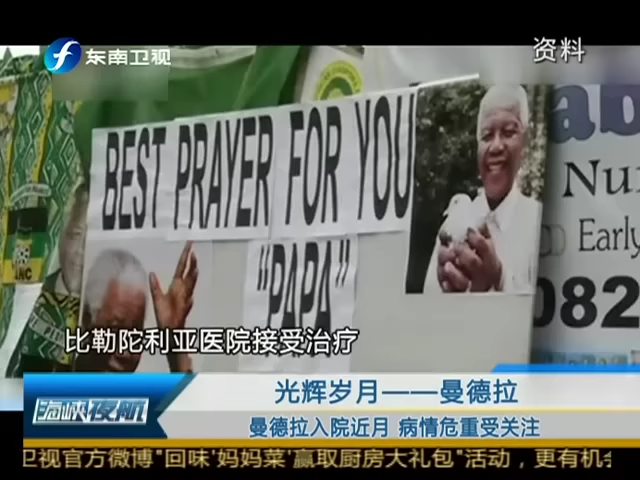 东南卫视
资料
BEST PRAYER FOR YOU
"PAPA"
ab
Nu
Early
082
ANC
比勒陀利亚医院接受治疗
光辉岁月——曼德拉
海峡夜航
曼德拉入院近月 病情危重受关注
卫视官方微博"回味'妈妈菜'赢取厨房大礼包"活动，更有机会